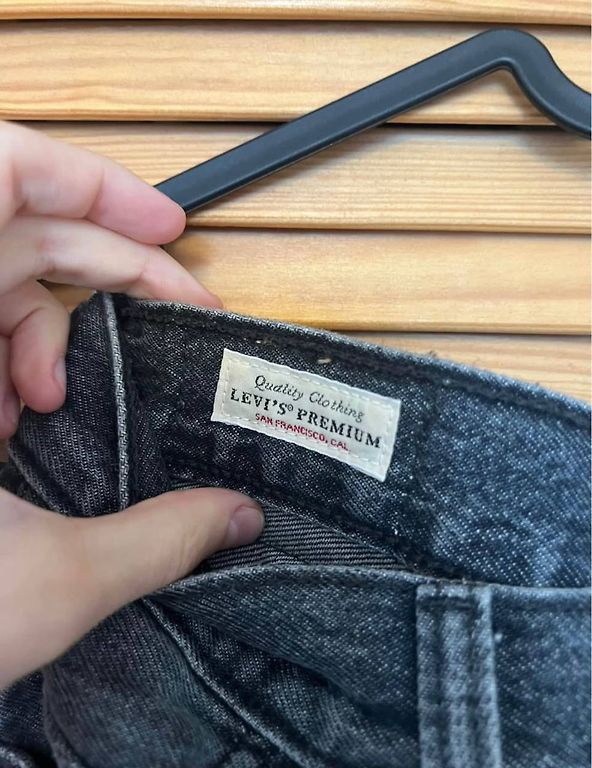 Quality Clothing
LEVI'S® PREMIUM
SAN FRANCISCO, CAL